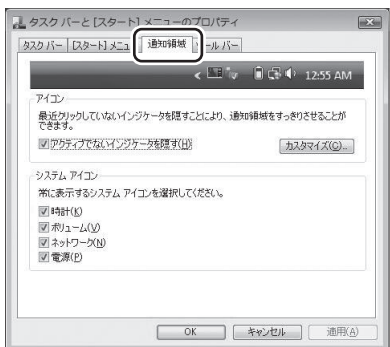 タスク バーと [スタート] メニューのプロパティ
タスク バー [スタート] メニュ 通知領域 ール バー
12:55 AM
アイコン
最近クリックしていないインジケータを隠すことにより、通知領域をすっきりさせることが
できます。
アクティブでないインジケータを隠す(H) カスタマイズ(C)...
システム アイコン
常に表示するシステム アイコンを選択してください。
時計(K)
ボリューム(V)
ネットワーク(N)
電源(P)
OK キャンセル 適用(A)